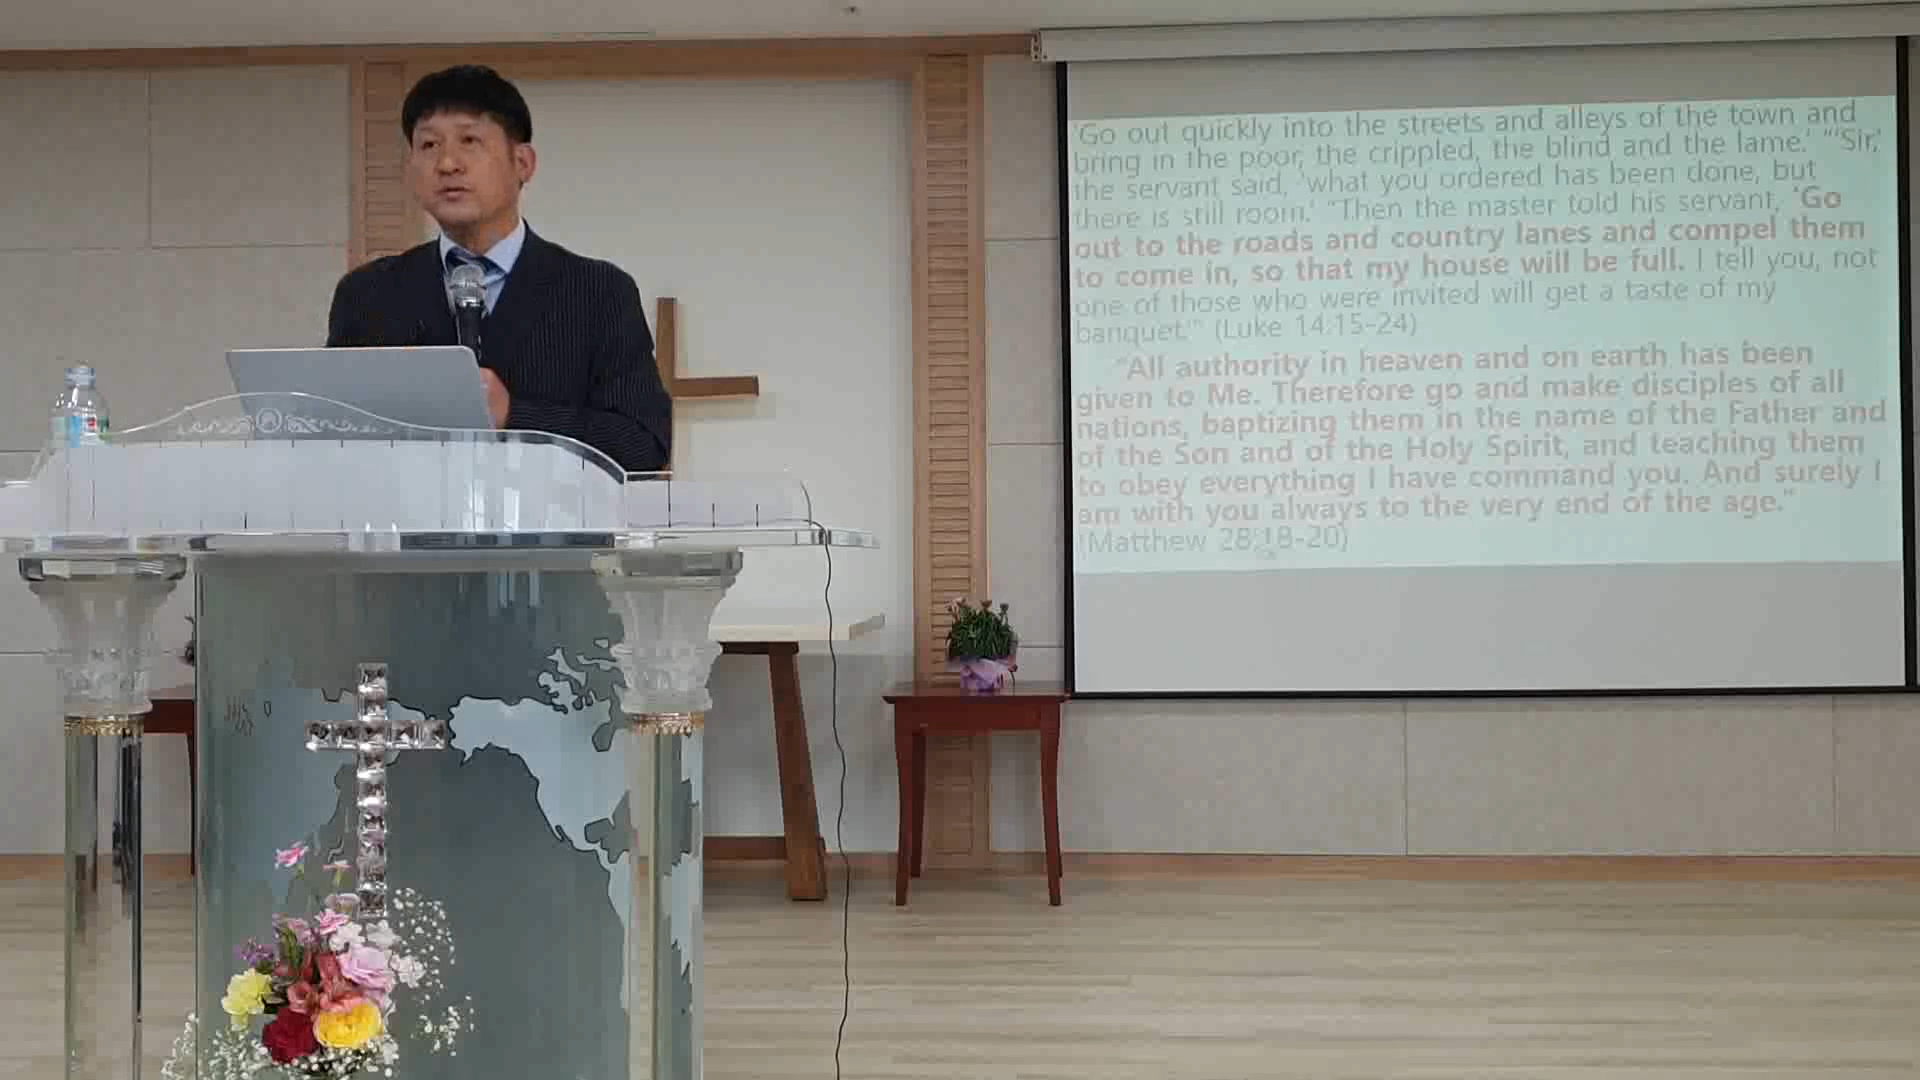 'Go out quickly into the streets and alleys of the town and
bring in the poor, the crippled, the blind and the lame.' "'Sir,'
the servant said, 'what you ordered has been done, but
there is still room.' "Then the master told his servant, 'Go
out to the roads and country lanes and compel them
to come in, so that my house will be full. I tell you, not
one of those who were invited will get a taste of my
banquet.'" (Luke 14:15-24)
"All authority in heaven and on earth has been
given to Me. Therefore go and make disciples of all
nations, baptizing them in the name of the Father and
of the Son and of the Holy Spirit, and teaching them
to obey everything I have command you. And surely I
am with you always to the very end of the age."
(Matthew 28:18-20)